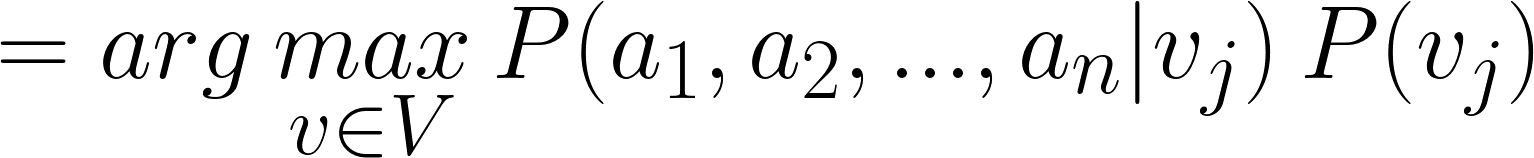 = arg max P(a₁, a₂, ..., aₙ|vⱼ) P(vⱼ)
v∈V